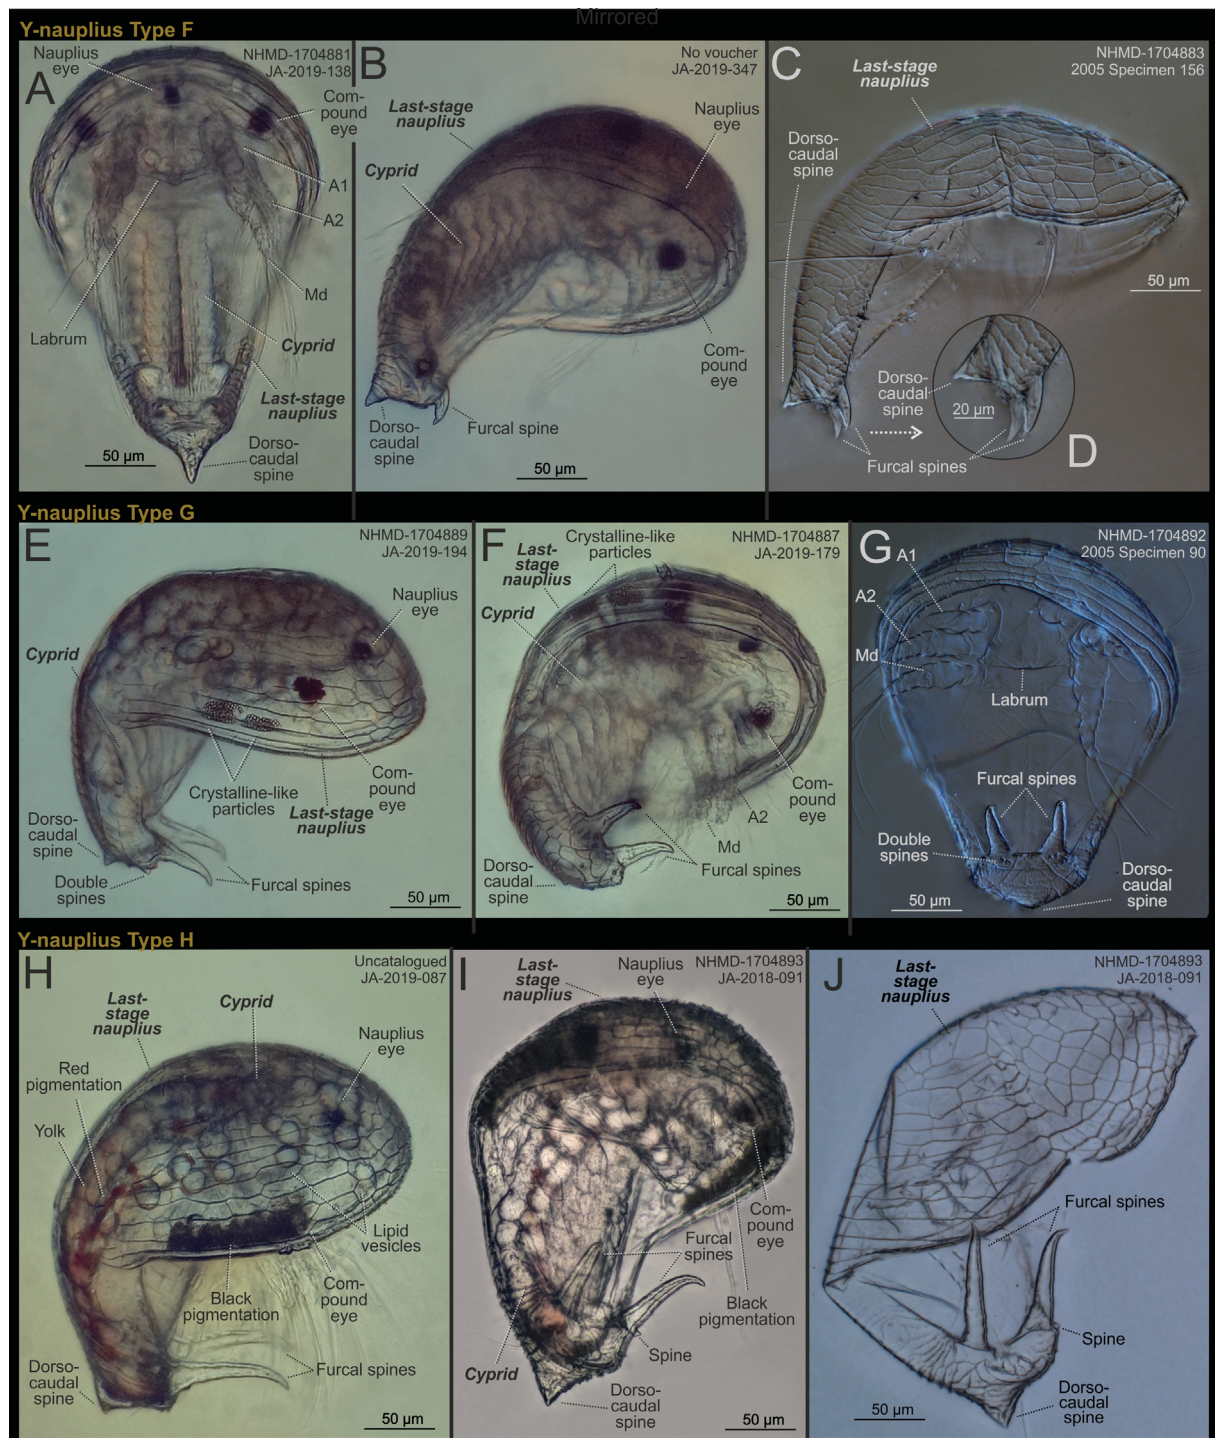 Mirrored
Y-nauplius Type F
A
Nauplius
eye
NHMD-1704881
JA-2019-138
Com-
pound
eye
A1
A2
Md
Labrum
Cyprid
Last-stage
nauplius
Dorso-
caudal
spine
50 µm
B
No voucher
JA-2019-347
Last-stage
nauplius
Nauplius
eye
Cyprid
Com-
pound
eye
Dorso-
caudal
spine
Furcal spine
50 µm
C
NHMD-1704883
2005 Specimen 156
Last-stage
nauplius
Dorso-
caudal
spine
50 µm
Dorso-
caudal
spine
20 µm
D
Furcal spines
Y-nauplius Type G
E
NHMD-1704889
JA-2019-194
Nauplius
eye
Cyprid
Crystalline-like
particles
Com-
pound
eye
Last-stage
nauplius
Dorso-
caudal
spine
Double
spines
Furcal spines
50 µm
F
Crystalline-like
particles
NHMD-1704887
JA-2019-179
Last-
stage
nauplius
Cyprid
Com-
pound
eye
A2
Md
Furcal spines
Dorso-
caudal
spine
50 µm
G
NHMD-1704892
2005 Specimen 90
A1
A2
Md
Labrum
Furcal spines
Double
spines
Dorso-
caudal
spine
50 µm
Y-nauplius Type H
H
Uncatalogued
JA-2019-087
Last-
stage
nauplius
Cyprid
Nauplius
eye
Red
pigmentation
Yolk
Lipid
vesicles
Com-
pound
eye
Black
pigmentation
Furcal spines
Dorso-
caudal
spine
50 µm
I
Last-
stage
nauplius
Nauplius
eye
NHMD-1704893
JA-2018-091
Com-
pound
eye
Furcal
spines
Black
pigmentation
Spine
Cyprid
Dorso-
caudal
spine
50 µm
J
NHMD-1704893
JA-2018-091
Last-
stage
nauplius
Furcal spines
Spine
Dorso-
caudal
spine
50 µm